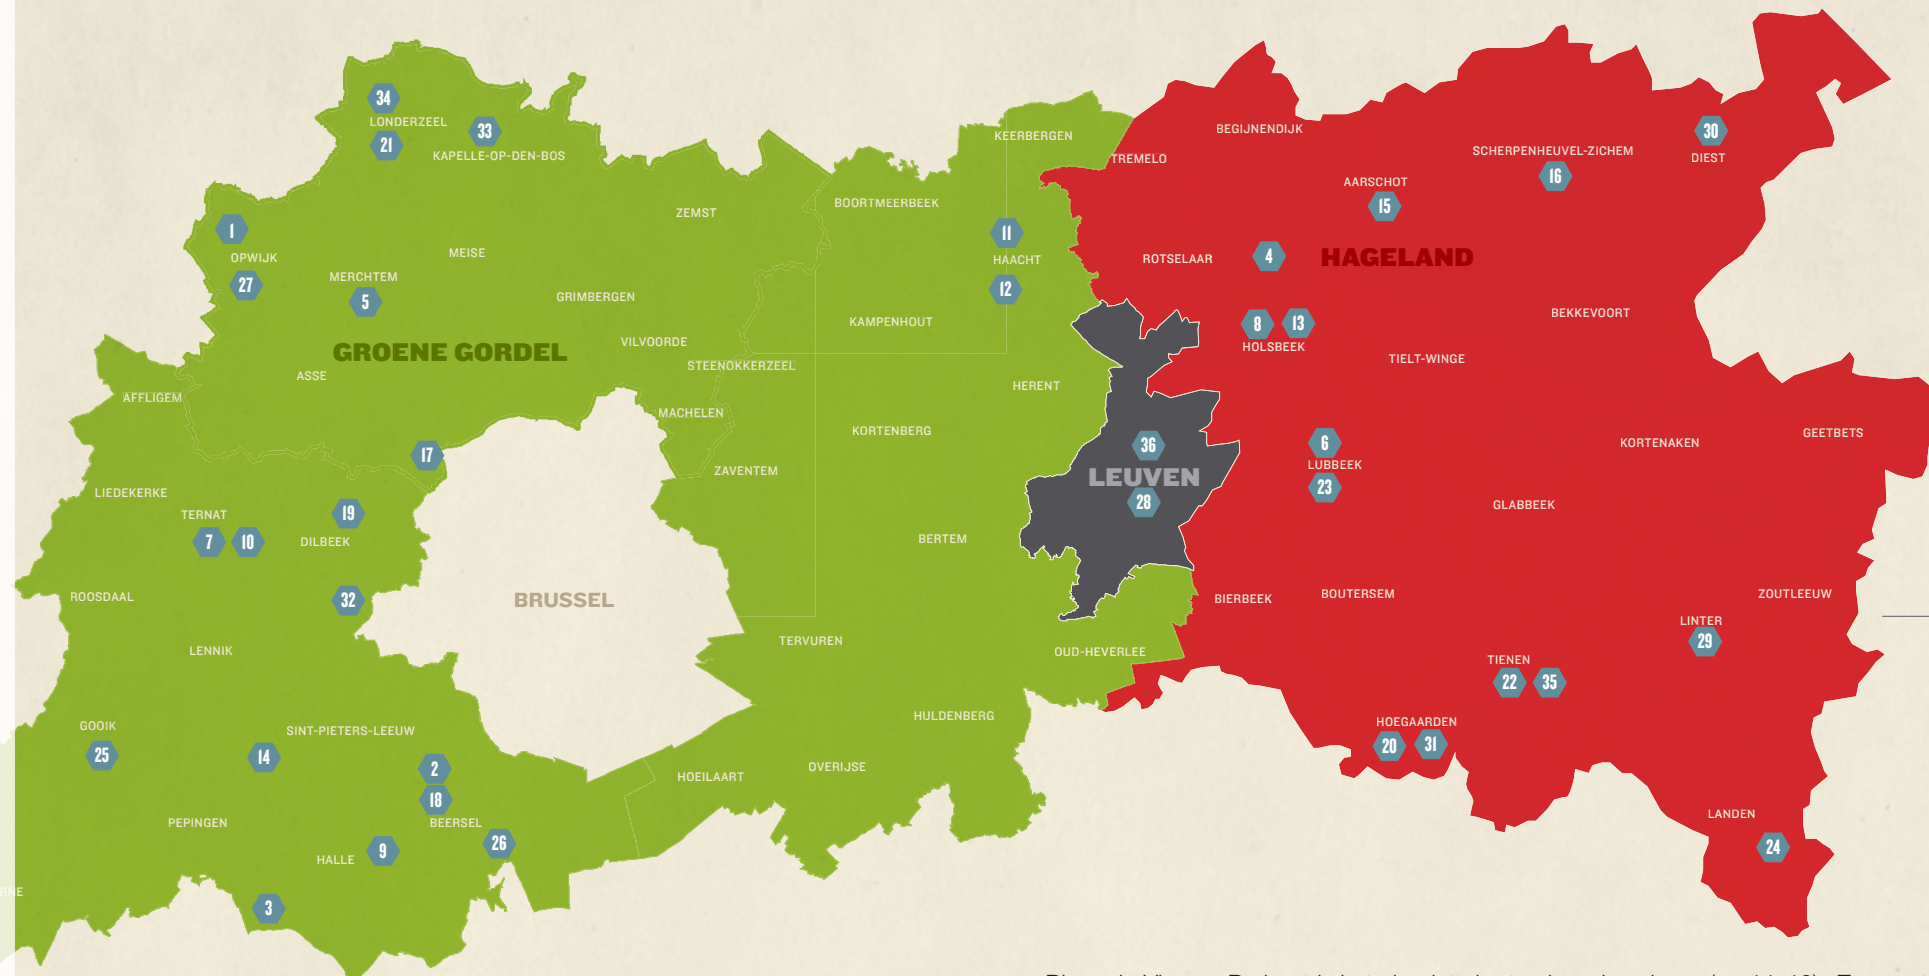 34
LONDERZEEL
21
33
KAPELLE-OP-DEN-BOS
1
OPWIJK
27
MERCHTEM
5
MEISE
ZEMST
GRIMBERGEN
VILVOORDE
GROENE GORDEL
ASSE
AFFLIGEM
STEENOKKERZEEL
MACHELEN
BOORTMEERBEEK
KEERBERGEN
11
HAACHT
12
KAMPENHOUT
HERENT
KORTENBERG
ZAVENTEM
17
LIEDEKERKE
TERNAT
7
10
19
DILBEEK
32
ROOSDAAL
LENNIK
BRUSSEL
BERTEM
TERVUREN
OUD-HEVERLEE
HULDENBERG
OVERIJSE
HOEILAART
GOOIK
25
SINT-PIETERS-LEEUW
14
2
18
BEERSEL
26
PEPINGEN
HALLE
9
3
RNE
36
LEUVEN
28
TREMELO
BEGIJNENDIJK
AARSCHOT
15
SCHERPENHEUVEL-ZICHEM
16
30
DIEST
ROTSELAAR
4
HAGELAND
8
13
HOLSBEEK
BEKKEVOORT
TIELT-WINGE
6
LUBBEEK
23
KORTENAKEN
GEETBETS
GLABBEEK
BIERBEEK
BOUTERSEM
ZOUTLEEUW
LINTER
29
TIENEN
22
35
HOEGAARDEN
20
31
LANDEN
24